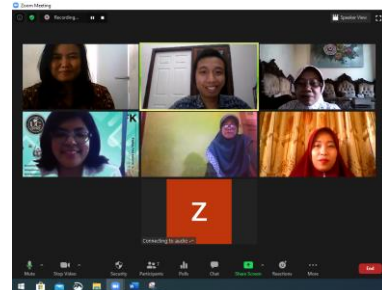 Zoom Meeting
Recording...
Speaker View
K
Z
Connecting to audio
Mute
Stop Video
Security
Participants
Polls
Chat
Share Screen
Reactions
More
End